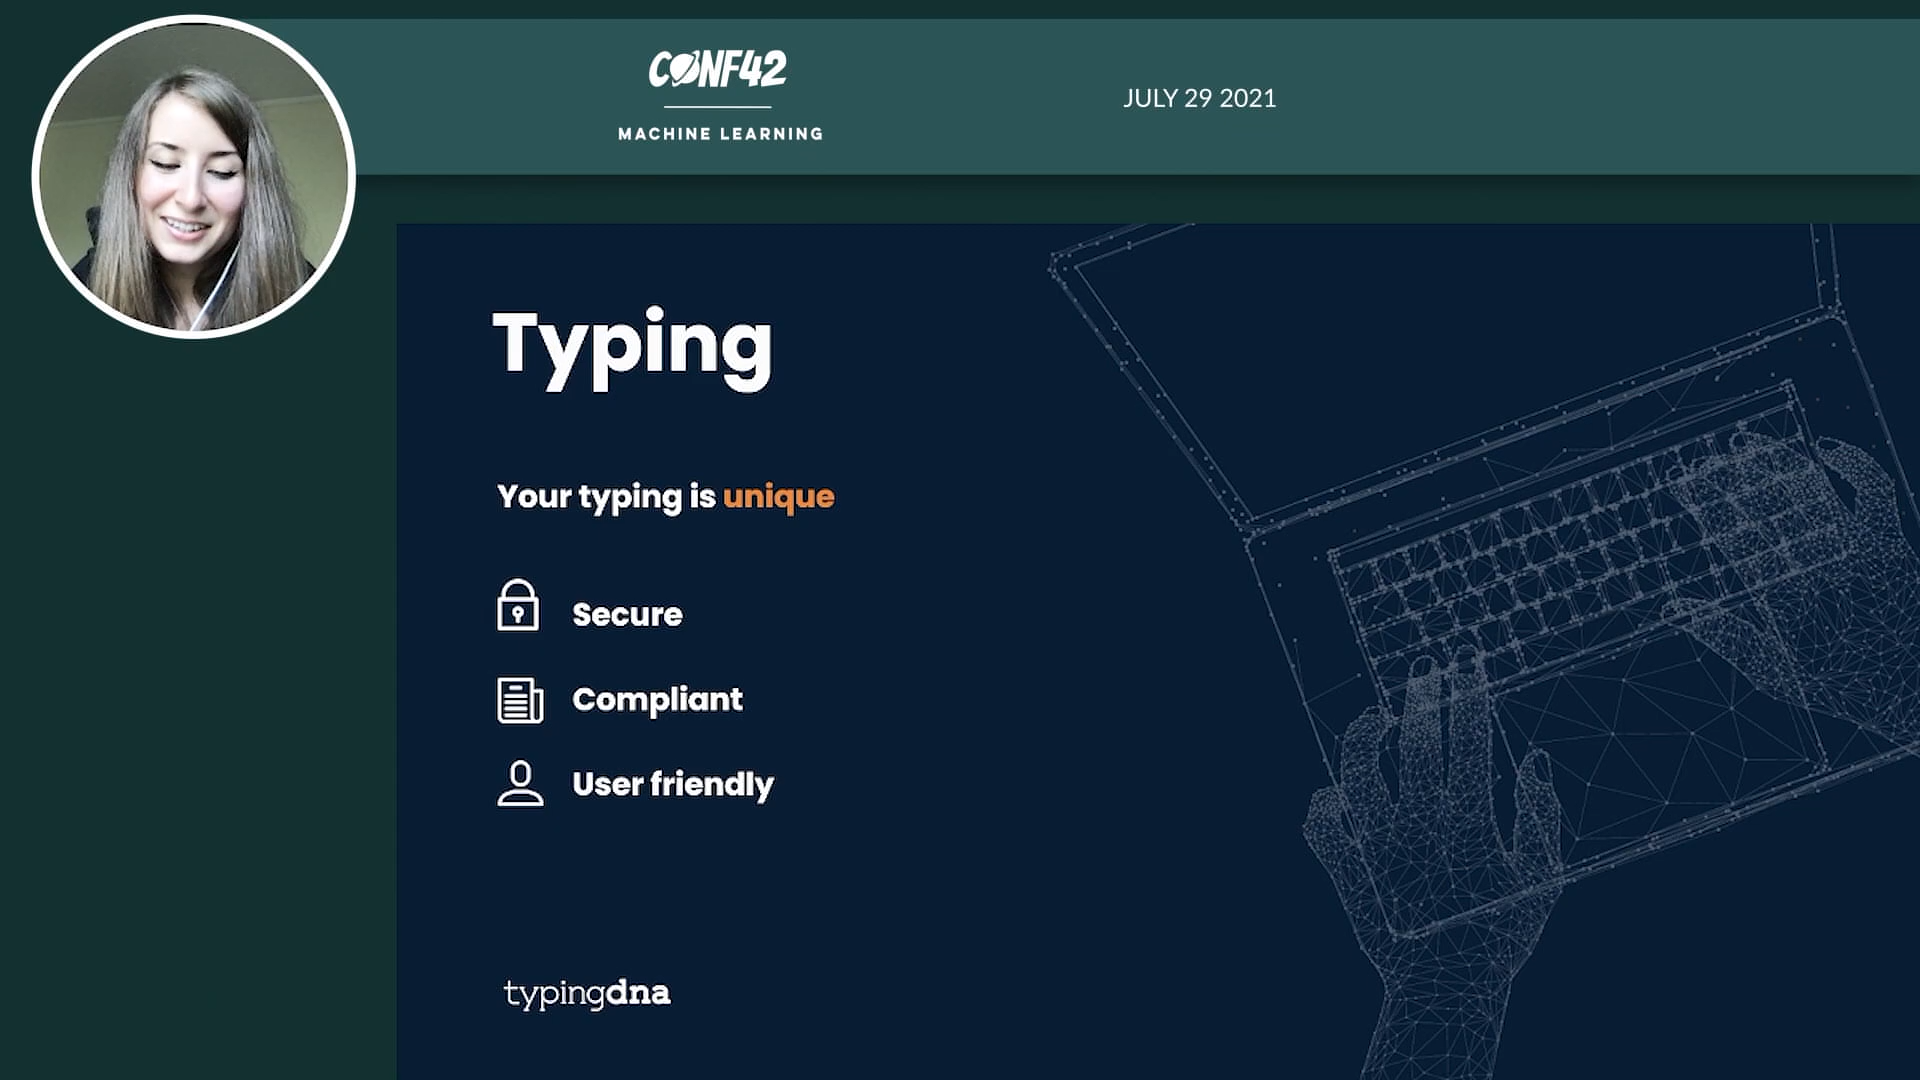 CONF42
MACHINE LEARNING
JULY 29 2021
Typing
Your typing is unique
Secure
Compliant
User friendly
typingdna